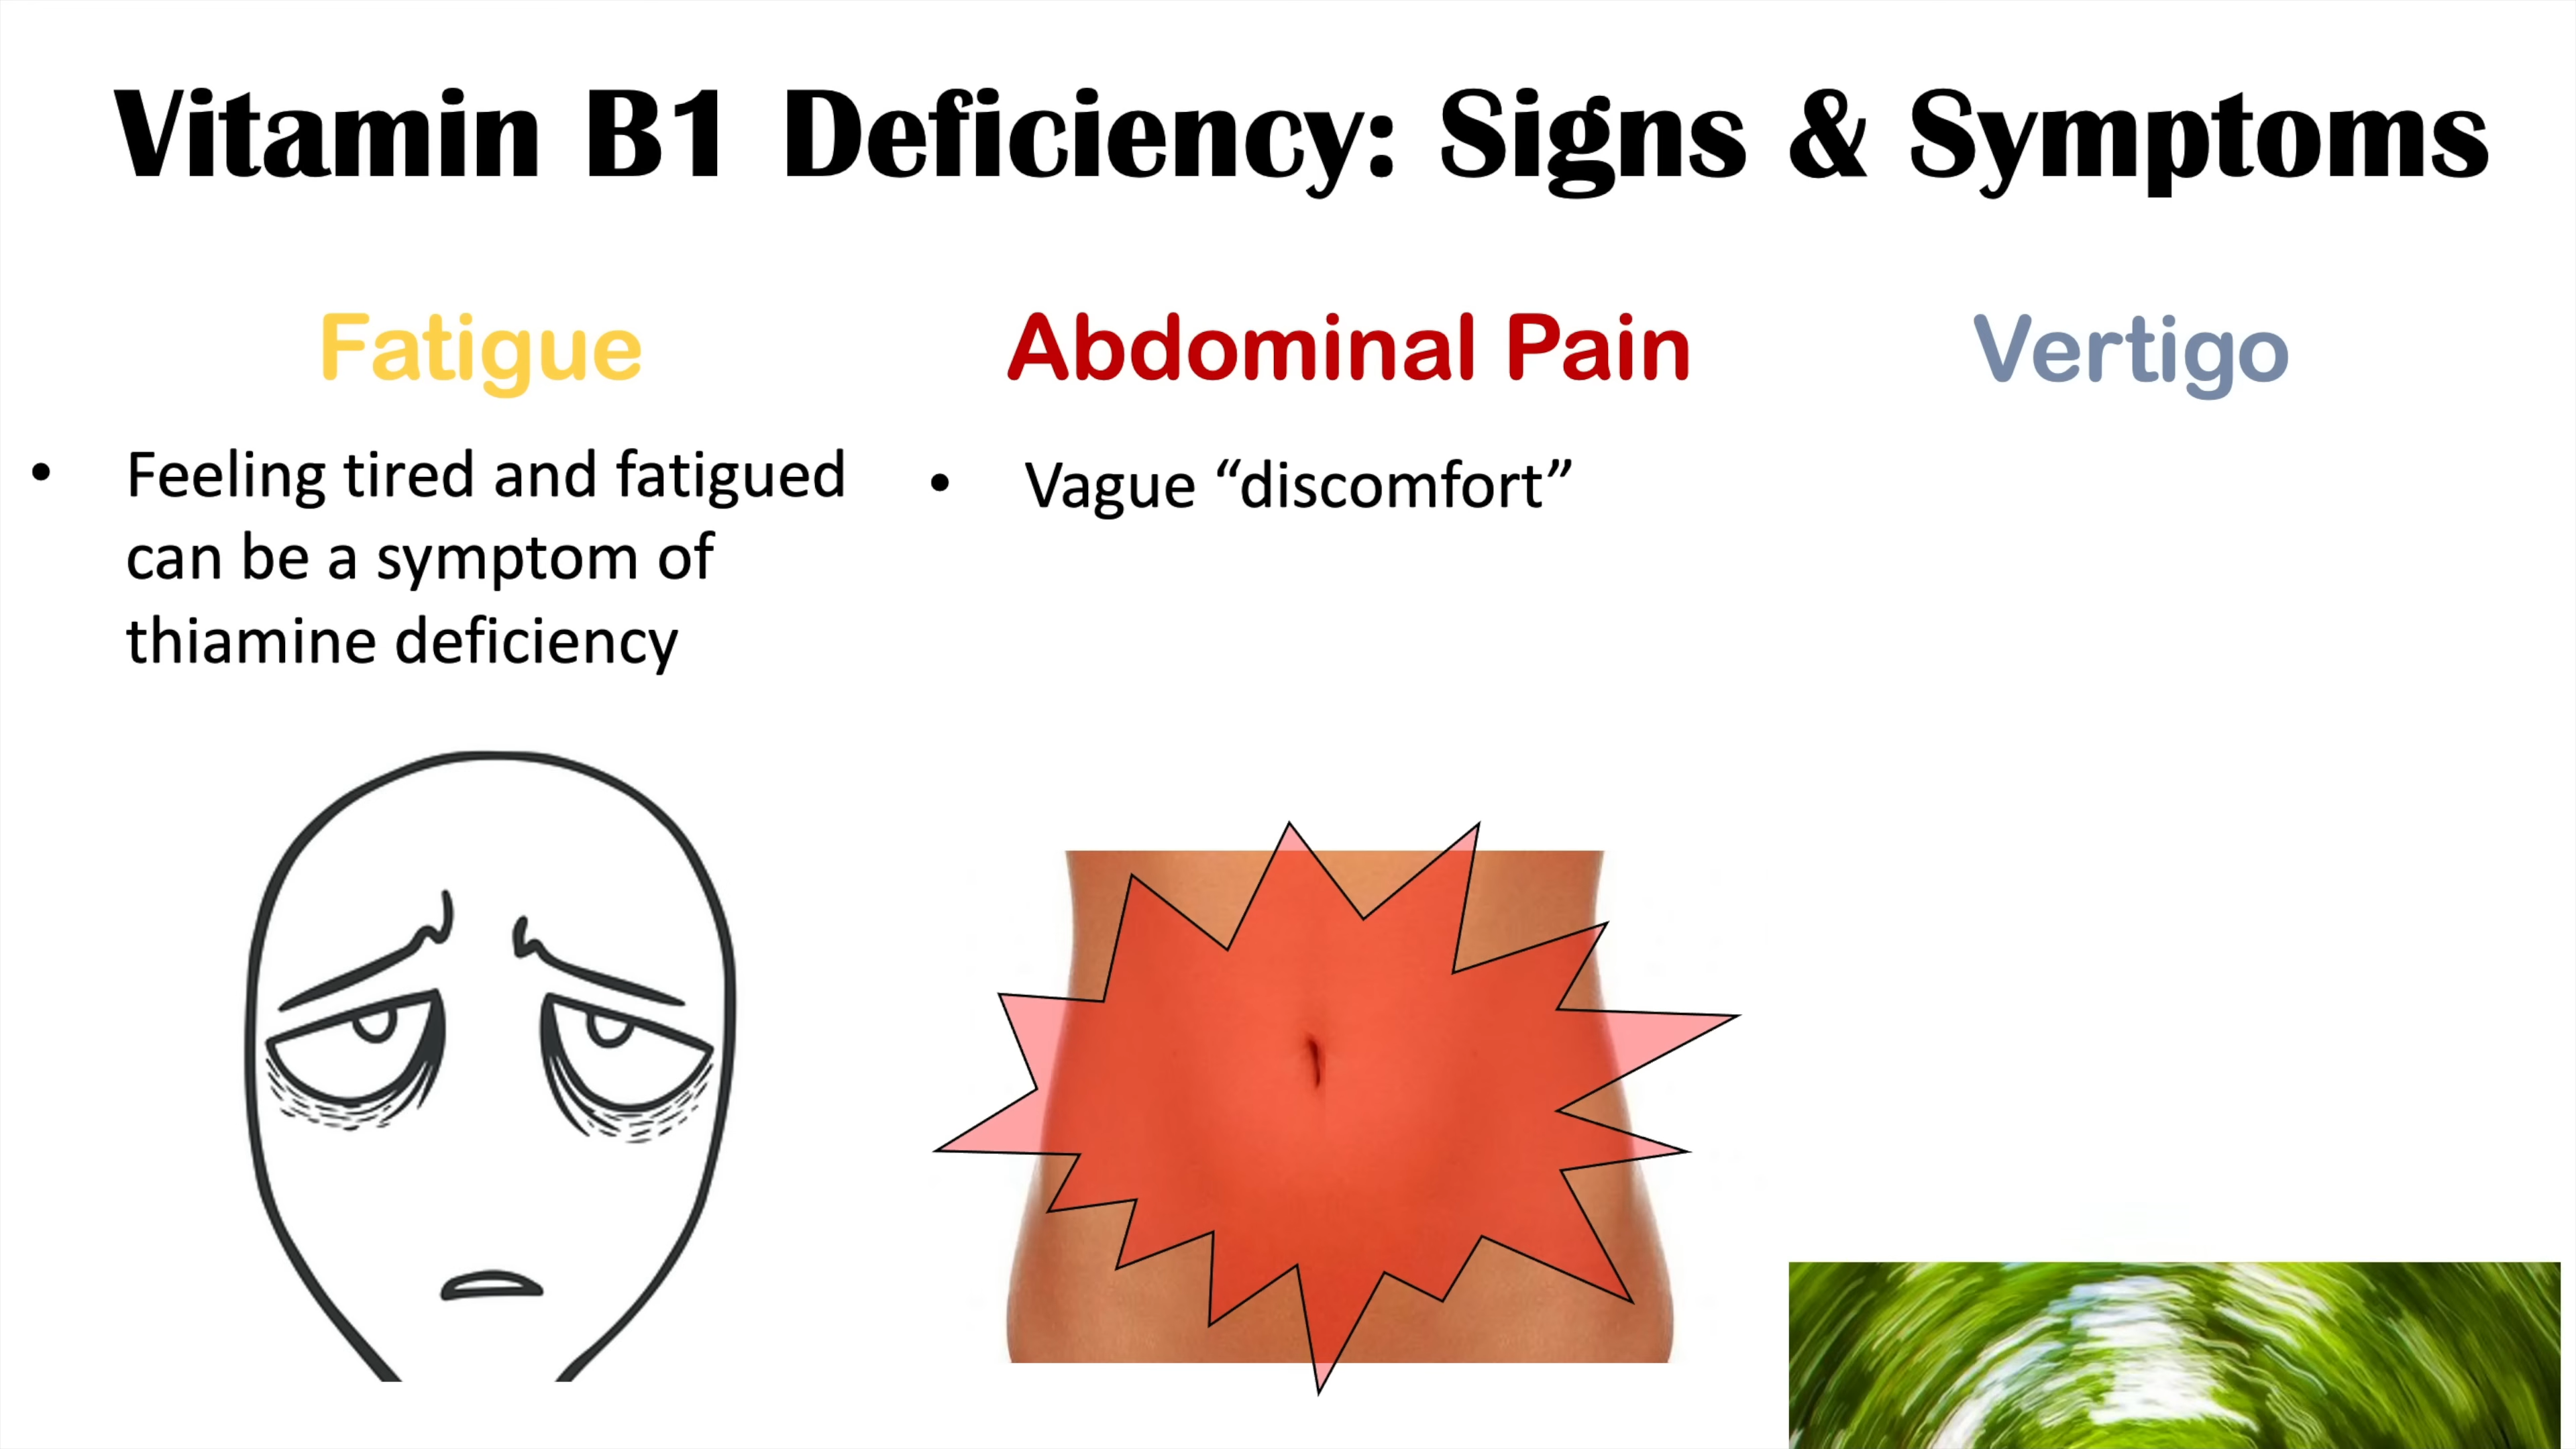 Vitamin B1 Deficiency: Signs & Symptoms
Fatigue
• Feeling tired and fatigued
can be a symptom of
thiamine deficiency
Abdominal Pain
• Vague “discomfort”
Vertigo